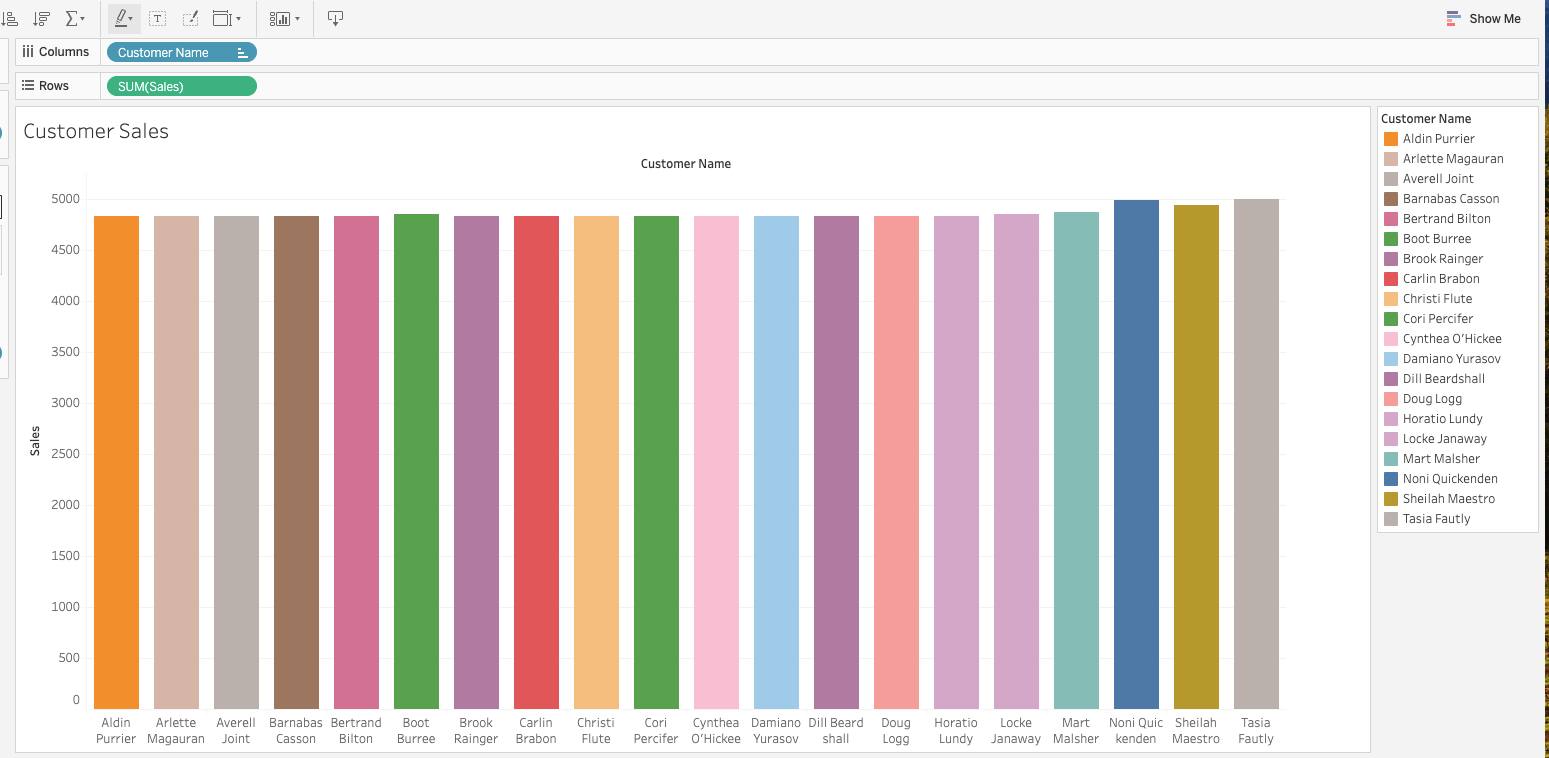 Show Me
Columns
Customer Name
Rows
SUM(Sales)
Customer Sales
Customer Name
Sales
5000
4500
4000
3500
3000
2500
2000
1500
1000
500
0
Aldin Purrier
Arlette Magauran
Averell Joint
Barnabas Casson
Bertrand Bilton
Boot Burree
Brook Rainger
Carlin Brabon
Christi Flute
Cori Percifer
Cynthea O'Hickee
Damiano Yurasov
Dill Beard shall
Doug Logg
Horatio Lundy
Locke Janaway
Mart Malsher
Noni Quic kenden
Sheilah Maestro
Tasia Fautly
Customer Name
Aldin Purrier
Arlette Magauran
Averell Joint
Barnabas Casson
Bertrand Bilton
Boot Burree
Brook Rainger
Carlin Brabon
Christi Flute
Cori Percifer
Cynthea O'Hickee
Damiano Yurasov
Dill Beardshall
Doug Logg
Horatio Lundy
Locke Janaway
Mart Malsher
Noni Quickenden
Sheilah Maestro
Tasia Fautly